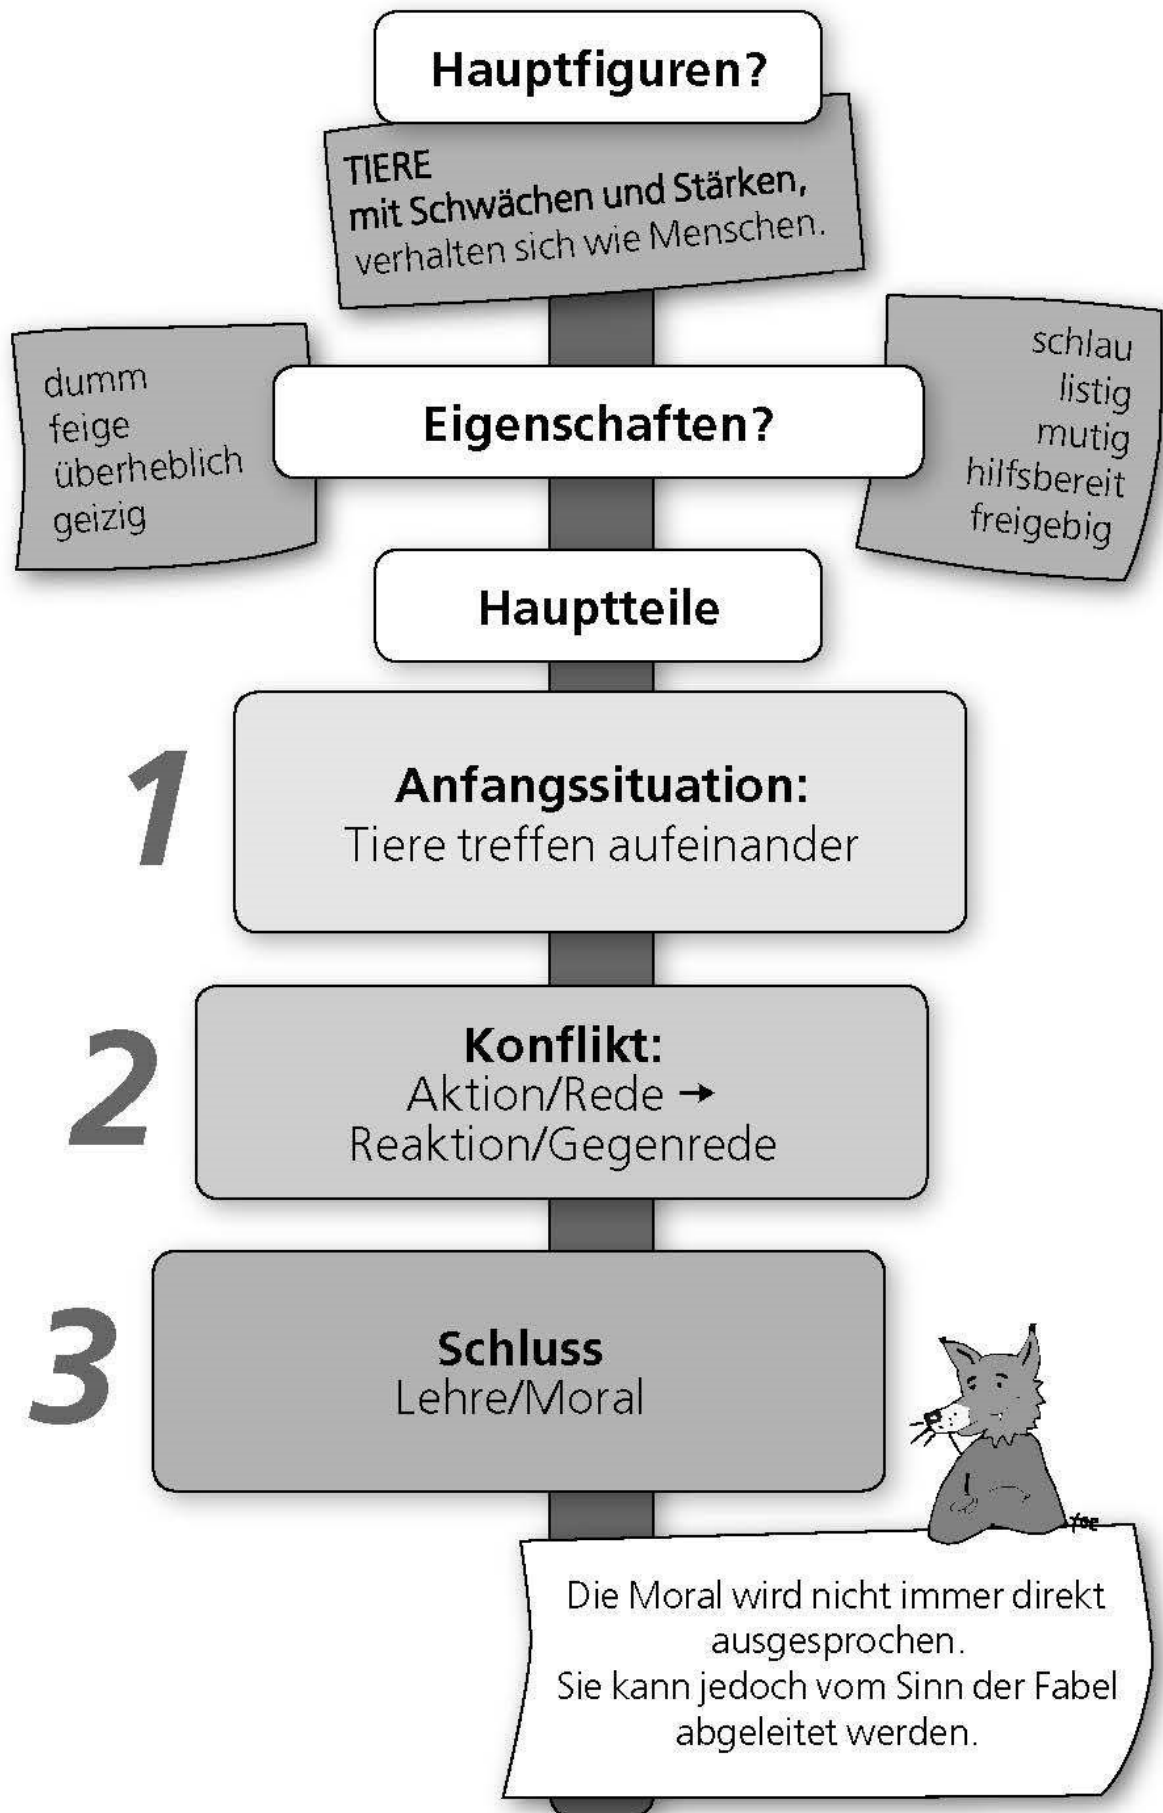 Hauptfiguren?
TIERE
mit Schwächen und Stärken,
verhalten sich wie Menschen.
dumm
feige
überheblich
geizig
Eigenschaften?
schlau
listig
mutig
hilfsbereit
freigebig
Hauptteile
1
Anfangssituation:
Tiere treffen aufeinander
2
Konflikt:
Aktion/Rede →
Reaktion/Gegenrede
3
Schluss
Lehre/Moral
Die Moral wird nicht immer direkt
ausgesprochen.
Sie kann jedoch vom Sinn der Fabel
abgeleitet werden.